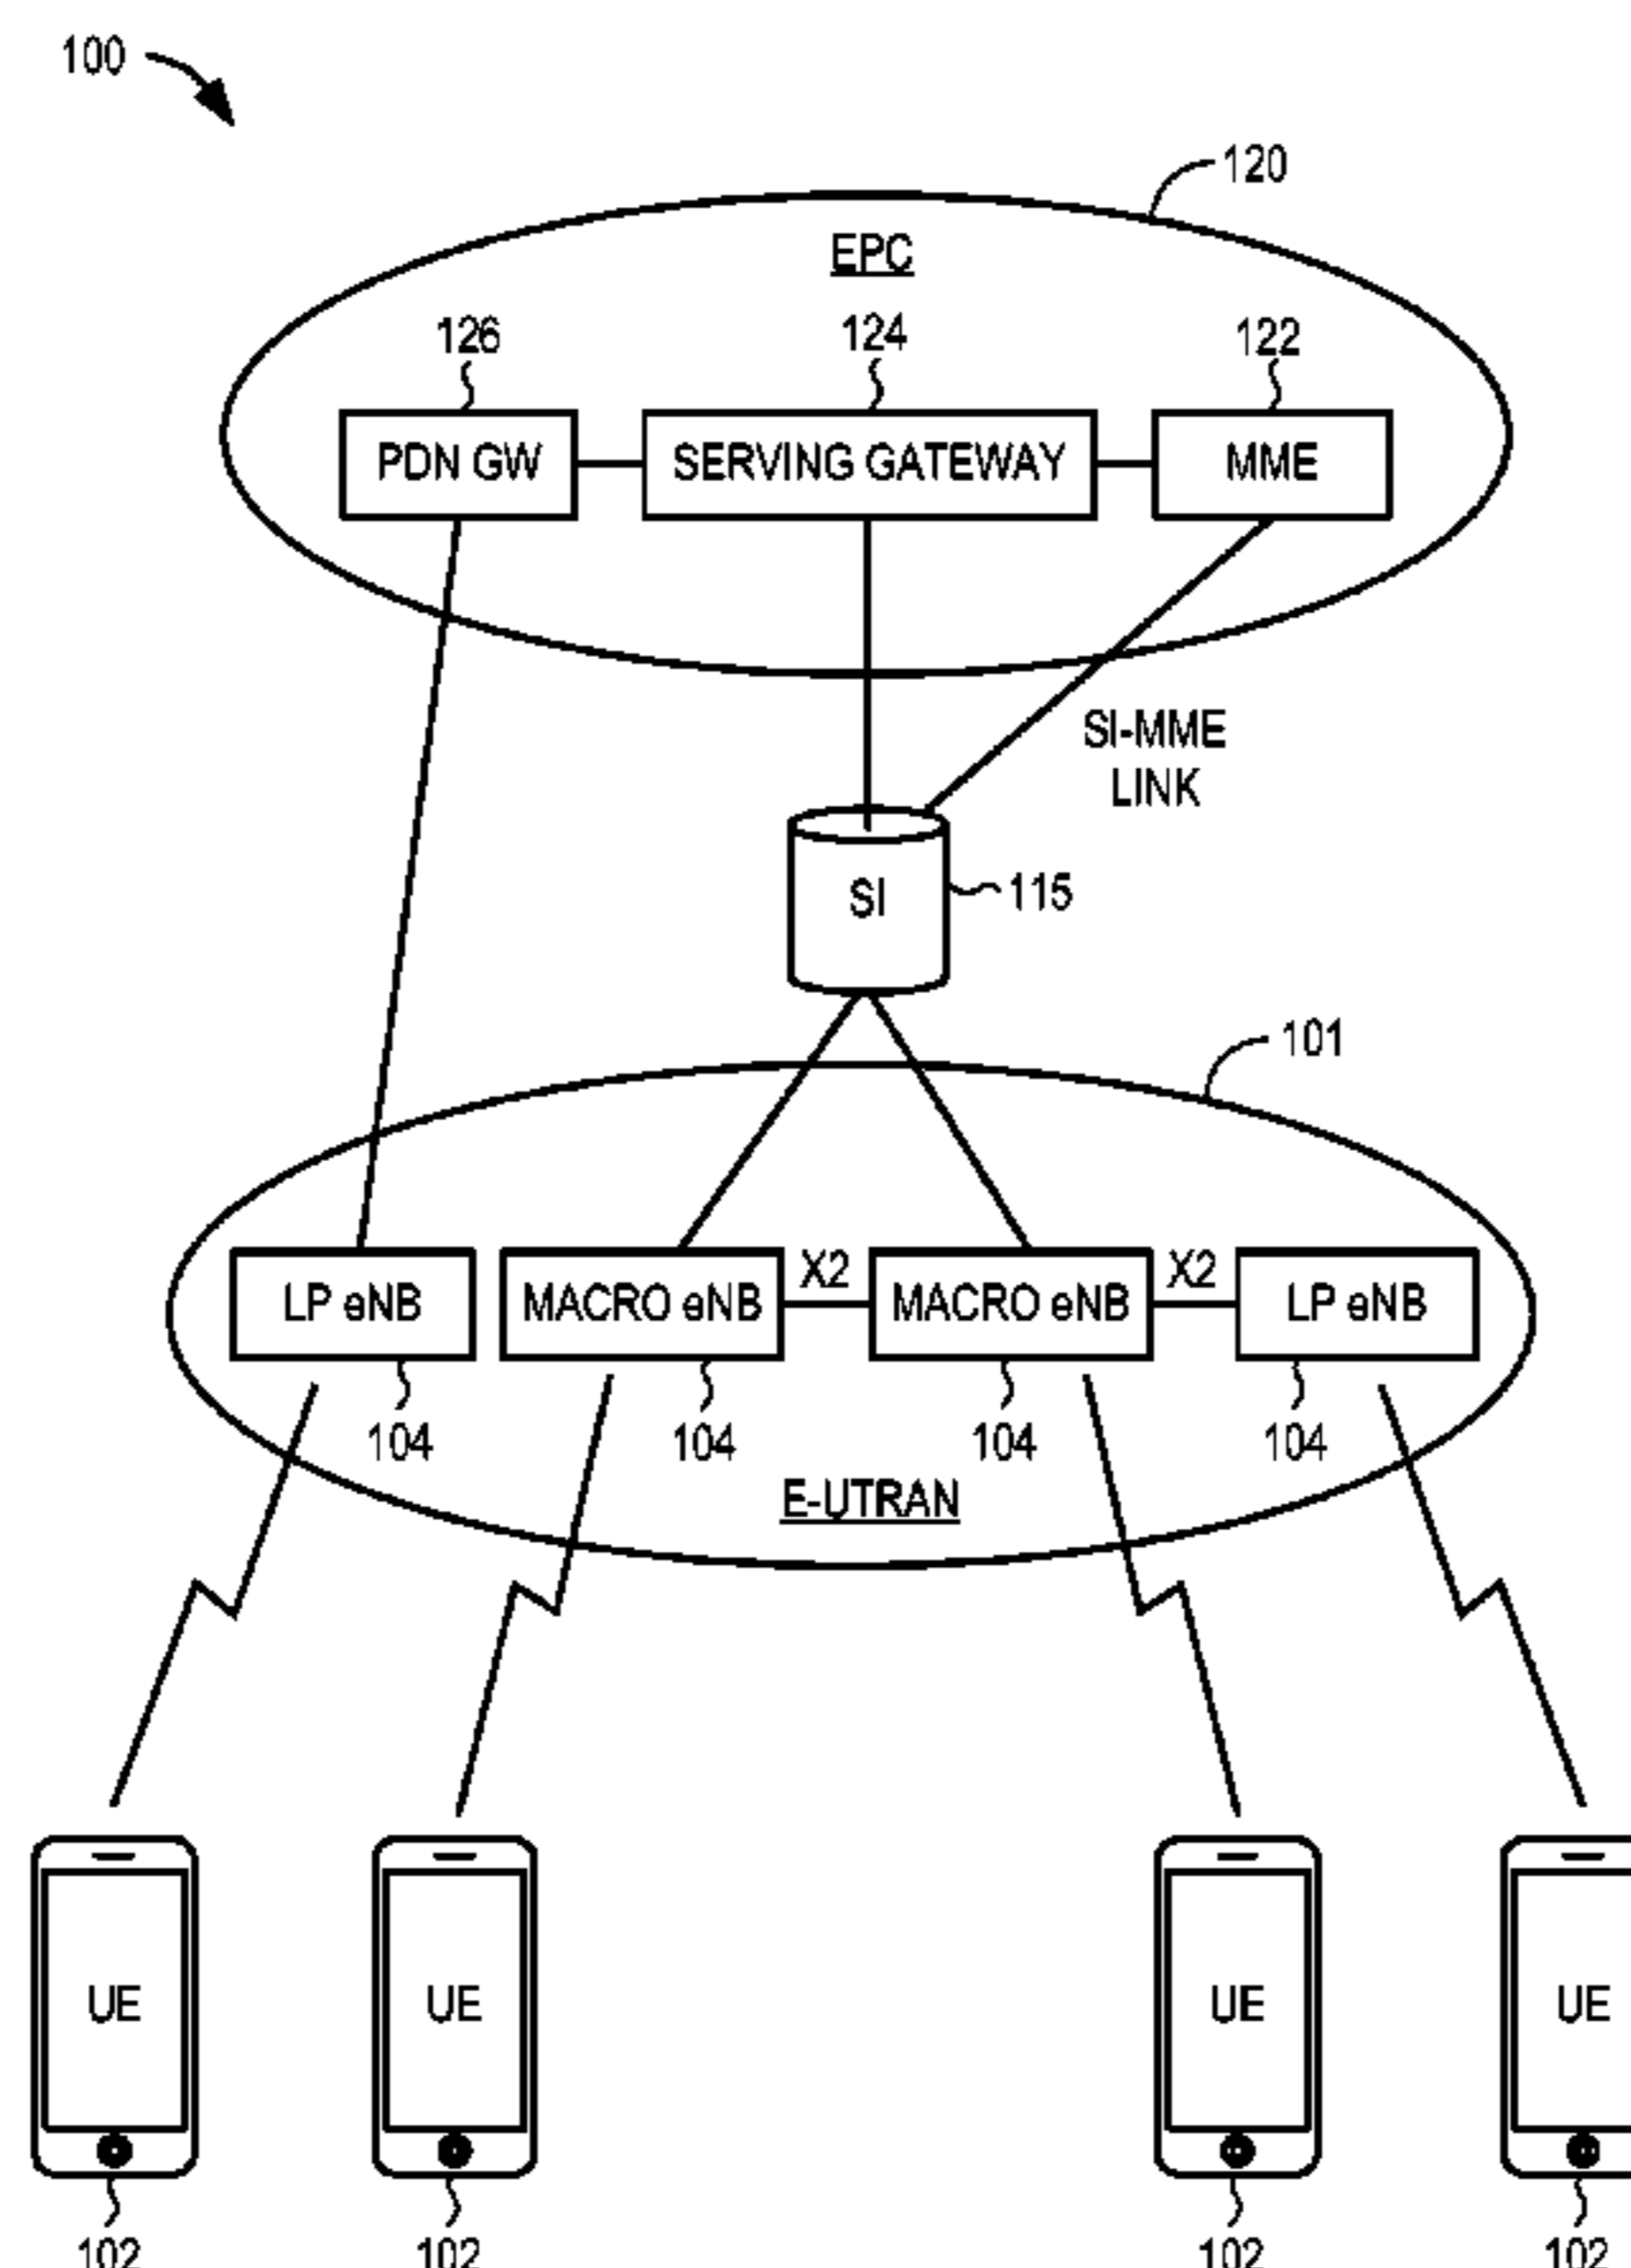 100
120
EPC
126
124
122
PDN GW
SERVING GATEWAY
MME
SI-MME
LINK
SI
115
101
X2
X2
LP eNB
MACRO eNB
MACRO eNB
LP eNB
104
104
104
104
E-UTRAN
UE
UE
UE
UE
102
102
102
102